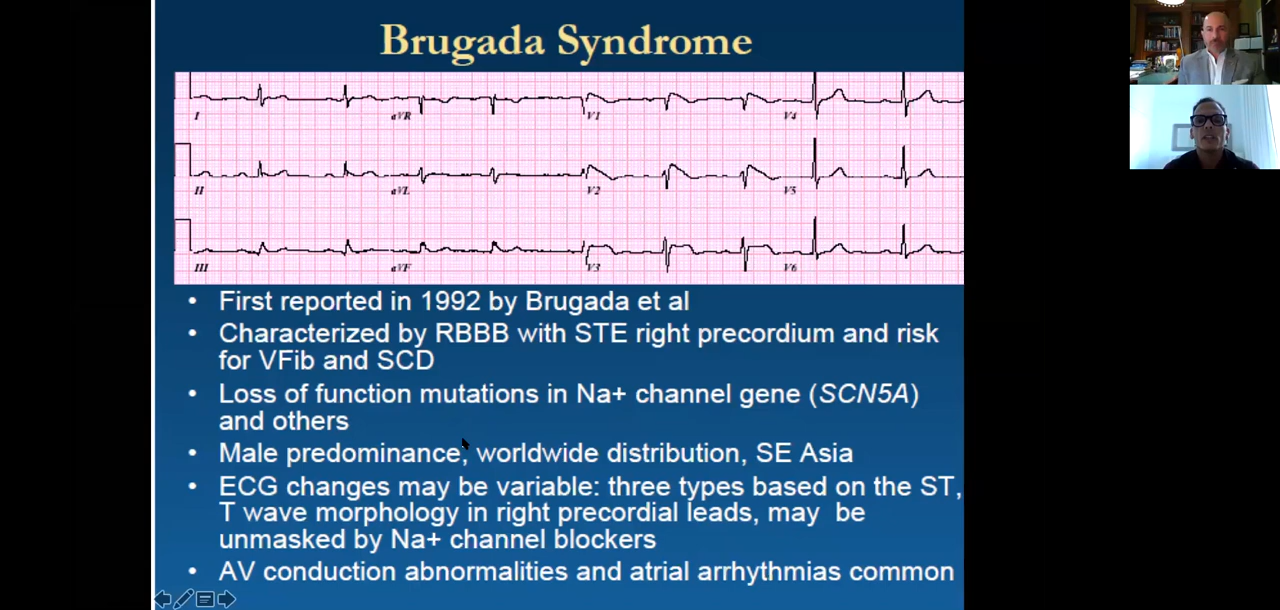 Brugada Syndrome
I
aVR
V1
V4
II
aVL
V2
V5
III
aVF
V3
V6
• First reported in 1992 by Brugada et al
• Characterized by RBBB with STE right precordium and risk
for VFib and SCD
• Loss of function mutations in Na+ channel gene (SCN5A)
and others
• Male predominance, worldwide distribution, SE Asia
• ECG changes may be variable: three types based on the ST,
T wave morphology in right precordial leads, may be
unmasked by Na+ channel blockers
• AV conduction abnormalities and atrial arrhythmias common